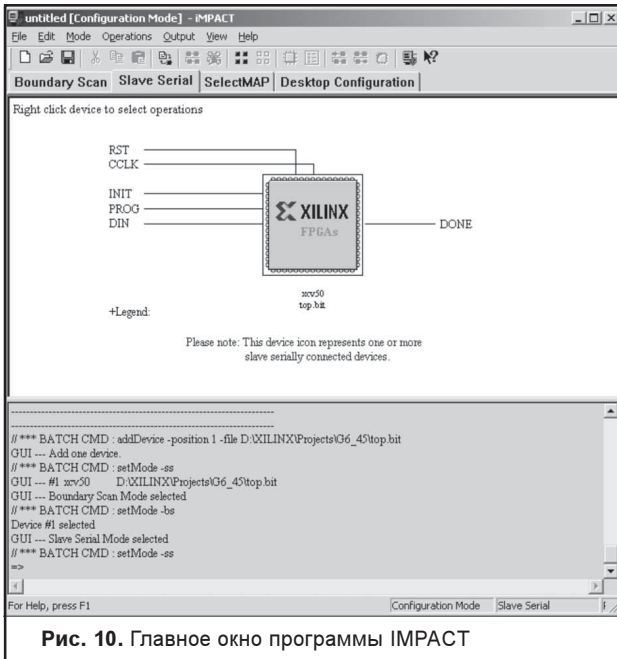 untitled [Configuration Mode] - iMPACT
File Edit Mode Operations Output View Help
Boundary Scan Slave Serial SelectMAP Desktop Configuration
Right click device to select operations
RST
CCLK
INIT
PROG
DIN
XILINX
FPGAs
DONE
xcv50
top.bit
+Legend:
Please note: This device icon represents one or more
slave serially connected devices.
// *** BATCH CMD : addDevice -position 1 -file D:\XILINX\Projects\G6_45\top.bit
GUI --- Add one device.
// *** BATCH CMD : setMode -ss
GUI --- #1 xcv50 D:\XILINX\Projects\G6_45\top.bit
GUI --- Boundary Scan Mode selected
// *** BATCH CMD : setMode -bs
Device #1 selected
GUI --- Slave Serial Mode selected
// *** BATCH CMD : setMode -ss
=>
For Help, press F1 Configuration Mode Slave Serial
Рис. 10. Главное окно программы IMPACT